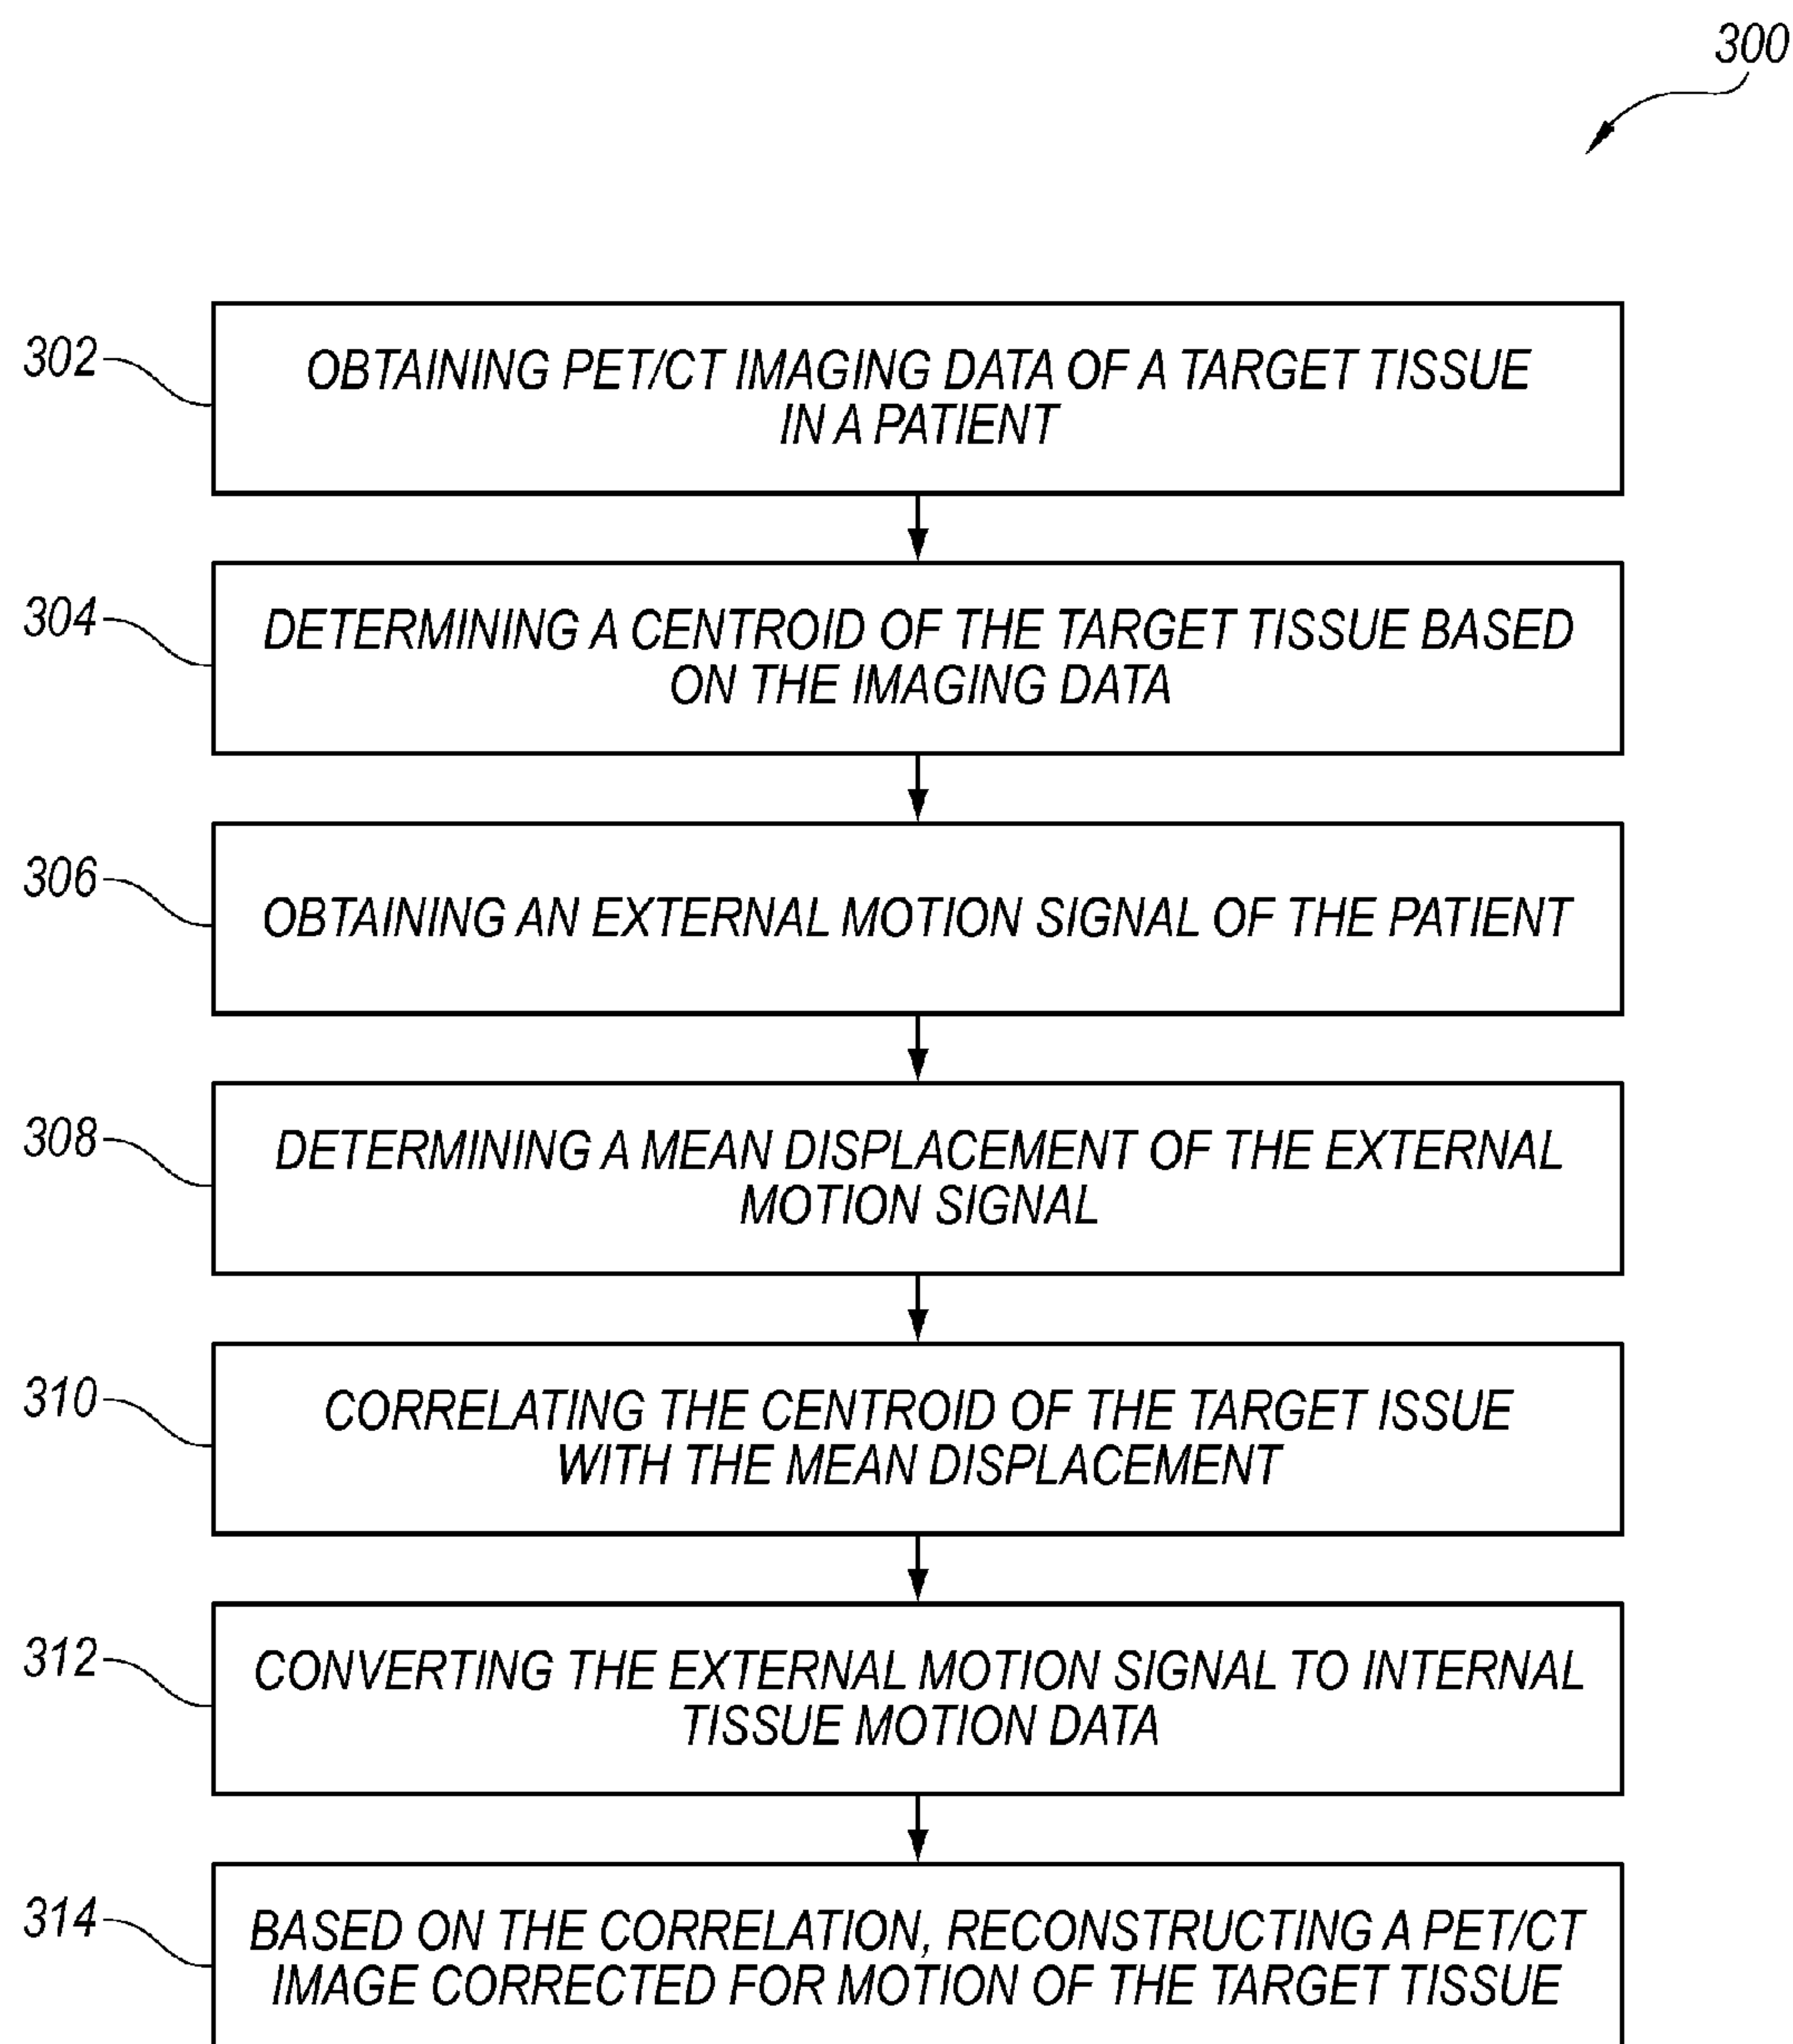 300
302
OBTAINING PET/CT IMAGING DATA OF A TARGET TISSUE
IN A PATIENT
304
DETERMINING A CENTROID OF THE TARGET TISSUE BASED
ON THE IMAGING DATA
306
OBTAINING AN EXTERNAL MOTION SIGNAL OF THE PATIENT
308
DETERMINING A MEAN DISPLACEMENT OF THE EXTERNAL
MOTION SIGNAL
310
CORRELATING THE CENTROID OF THE TARGET ISSUE
WITH THE MEAN DISPLACEMENT
312
CONVERTING THE EXTERNAL MOTION SIGNAL TO INTERNAL
TISSUE MOTION DATA
314
BASED ON THE CORRELATION, RECONSTRUCTING A PET/CT
IMAGE CORRECTED FOR MOTION OF THE TARGET TISSUE